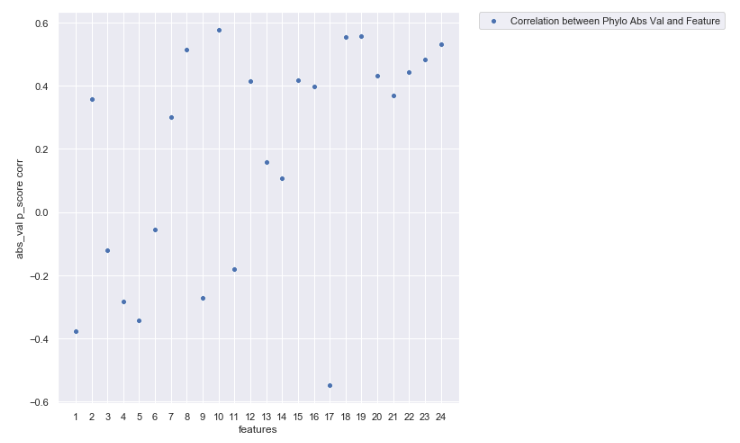 0.6
0.4
0.2
0.0
−0.2
−0.4
−0.6
abs_val p_score corr
1 2 3 4 5 6 7 8 9 10 11 12 13 14 15 16 17 18 19 20 21 22 23 24
features
Correlation between Phylo Abs Val and Feature